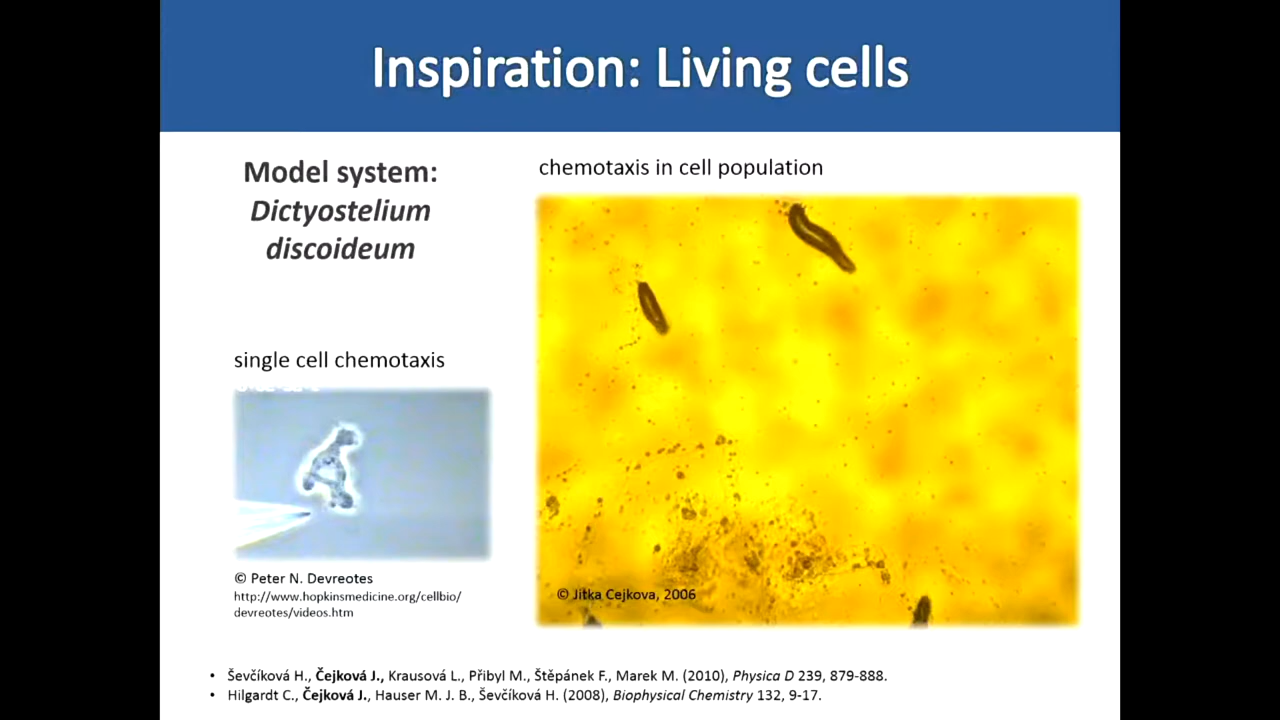 Inspiration: Living cells
Model system:
Dictyostelium
discoideum
single cell chemotaxis
© Peter N. Devreotes
http://www.hopkinsmedicine.org/cellbio/
devreotes/videos.htm
chemotaxis in cell population
© Jitka Cejkova, 2006
• Ševčíková H., Čejková J., Krausová L., Přibyl M., Štěpánek F., Marek M. (2010), Physica D 239, 879-888.
• Hilgardt C., Čejková J., Hauser M. J. B., Ševčíková H. (2008), Biophysical Chemistry 132, 9-17.